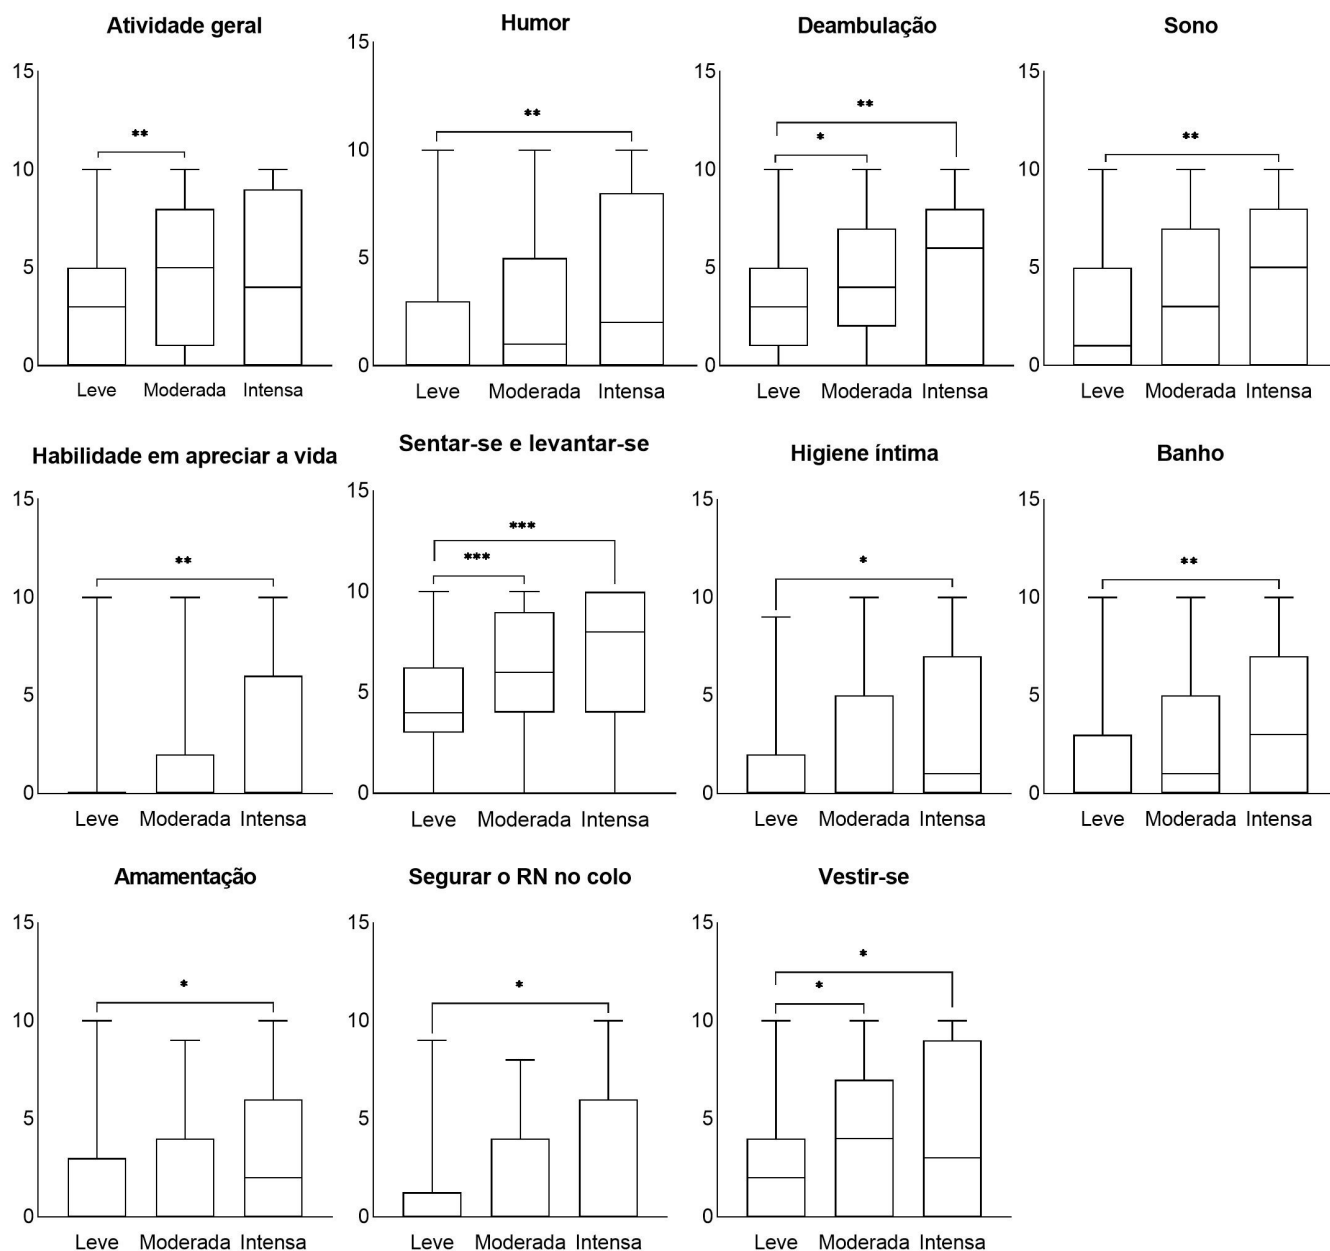 Atividade geral
15
**
10
5
0
Leve Moderada Intensa
Humor
15
**
10
5
0
Leve Moderada Intensa
Deambulação
15
**
*
10
5
0
Leve Moderada Intensa
Sono
15
**
10
5
0
Leve Moderada Intensa
Habilidade em apreciar a vida
15
**
10
5
0
Leve Moderada Intensa
Sentar-se e levantar-se
15
***
***
10
5
0
Leve Moderada Intensa
Higiene íntima
15
*
10
5
0
Leve Moderada Intensa
Banho
15
**
10
5
0
Leve Moderada Intensa
Amamentação
15
*
10
5
0
Leve Moderada Intensa
Segurar o RN no colo
15
*
10
5
0
Leve Moderada Intensa
Vestir-se
15
*
*
10
5
0
Leve Moderada Intensa